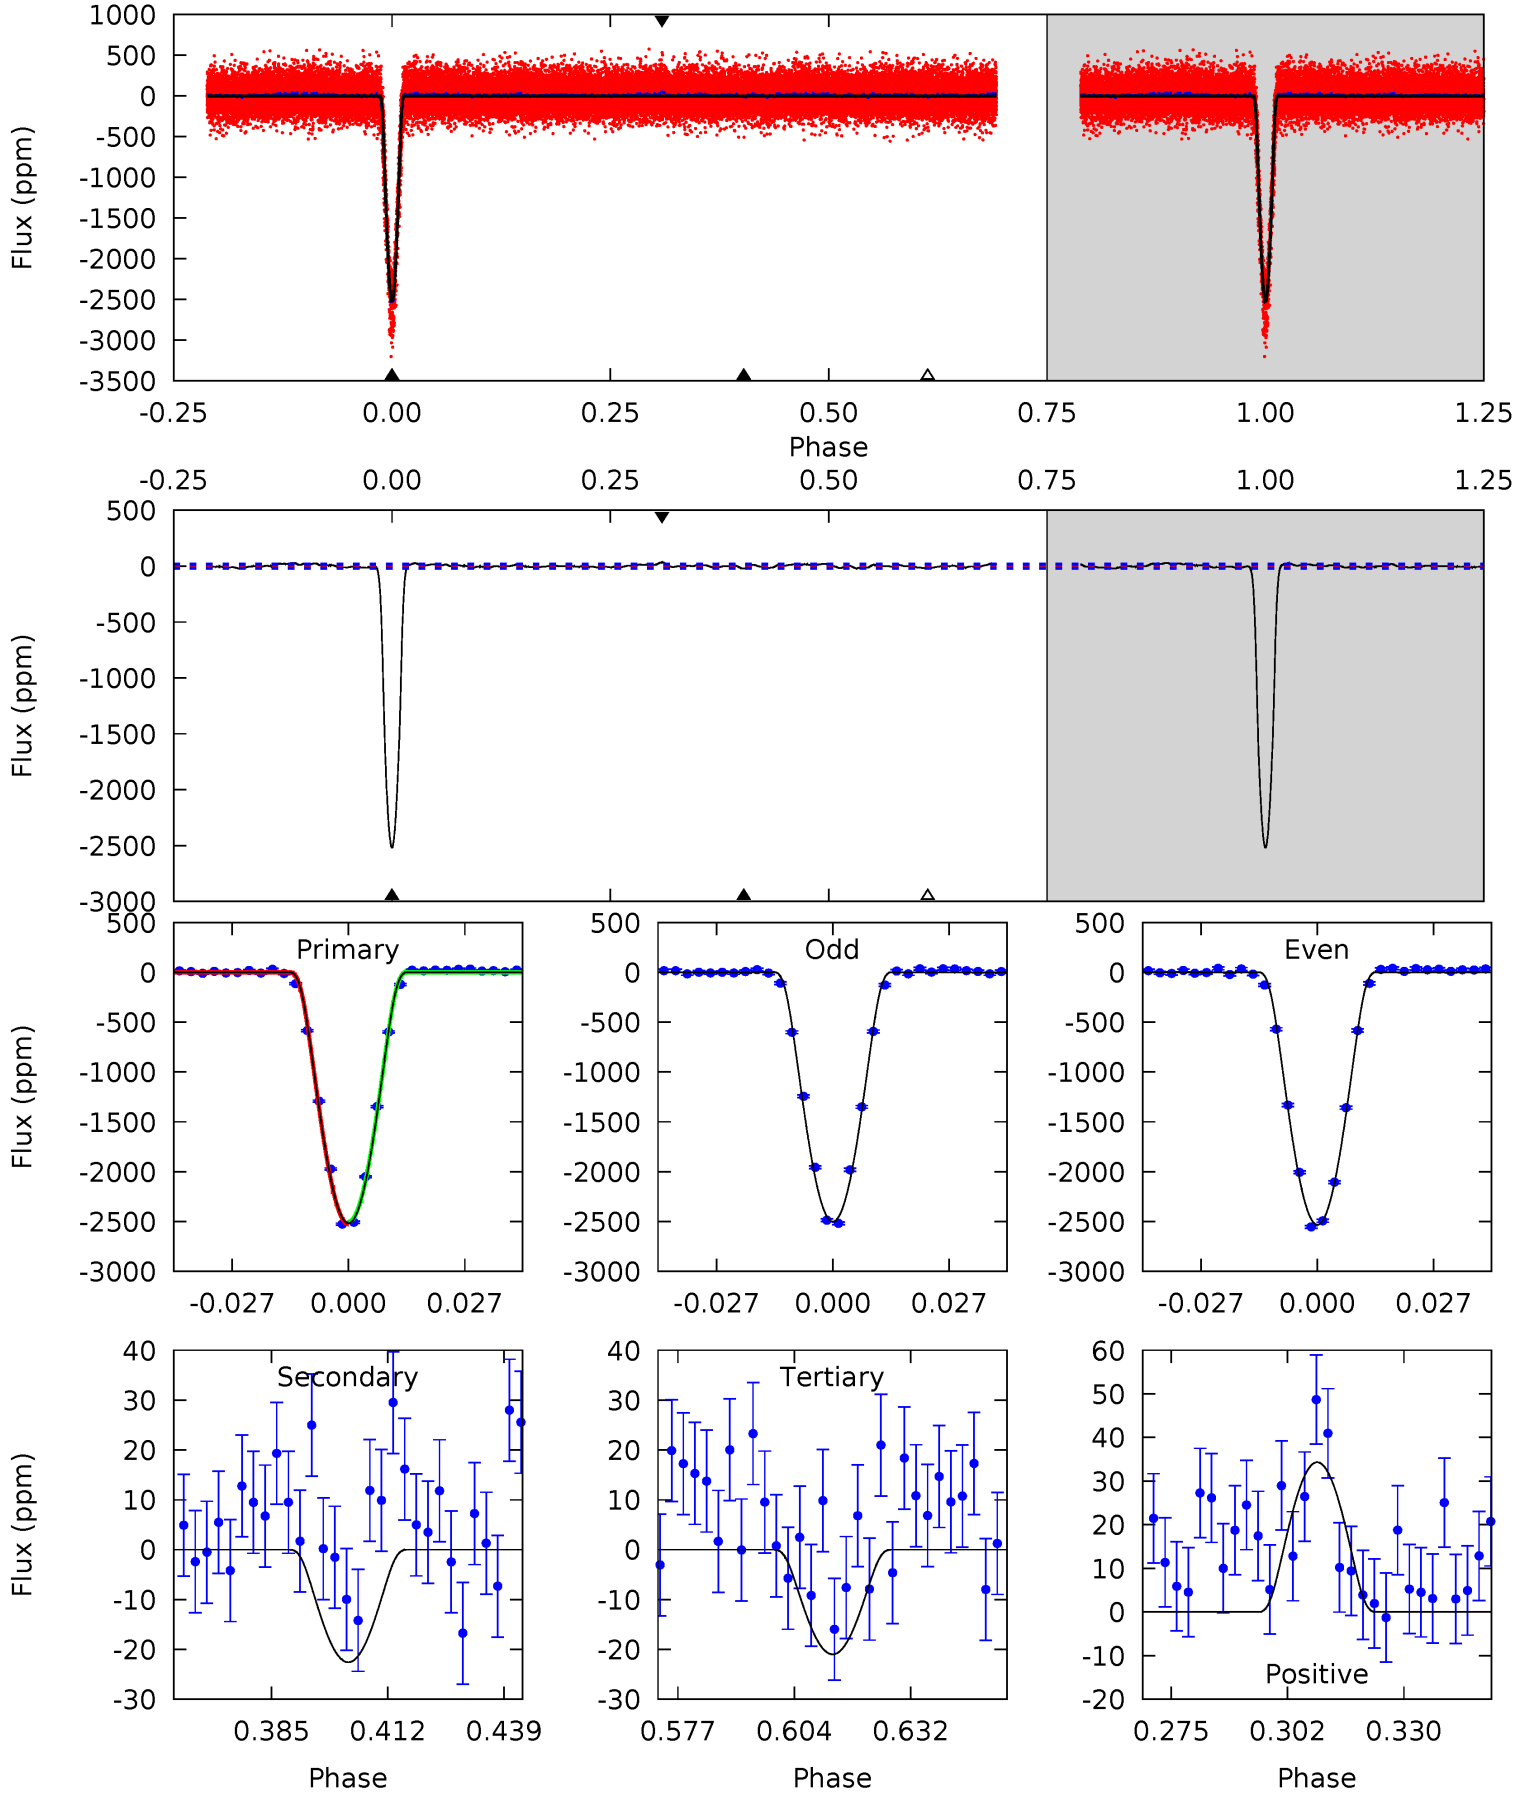 1000
500
0
-500
-1000
-1500
-2000
-2500
-3000
-3500
Flux (ppm)
-0.25 0.00 0.25 0.50 0.75 1.00 1.25
Phase
-0.25 0.00 0.25 0.50 0.75 1.00 1.25
500
0
-500
-1000
-1500
-2000
-2500
-3000
Flux (ppm)
Primary Odd Even
500 500 500
0 0 0
-500 -500 -500
-1000 -1000 -1000
-1500 -1500 -1500
-2000 -2000 -2000
-2500 -2500 -2500
-3000 -3000 -3000
Flux (ppm)
-0.027 0.000 0.027 -0.027 0.000 0.027 -0.027 0.000 0.027
Secondary
40
30
20
10
0
-10
-20
-30
Flux (ppm)
0.385 0.412 0.439
Phase
Tertiary
40
30
20
10
0
-10
-20
-30
0.577 0.604 0.632
Phase
60
50
40
30
20
10
0
-10
-20
Positive
0.275 0.302 0.330
Phase